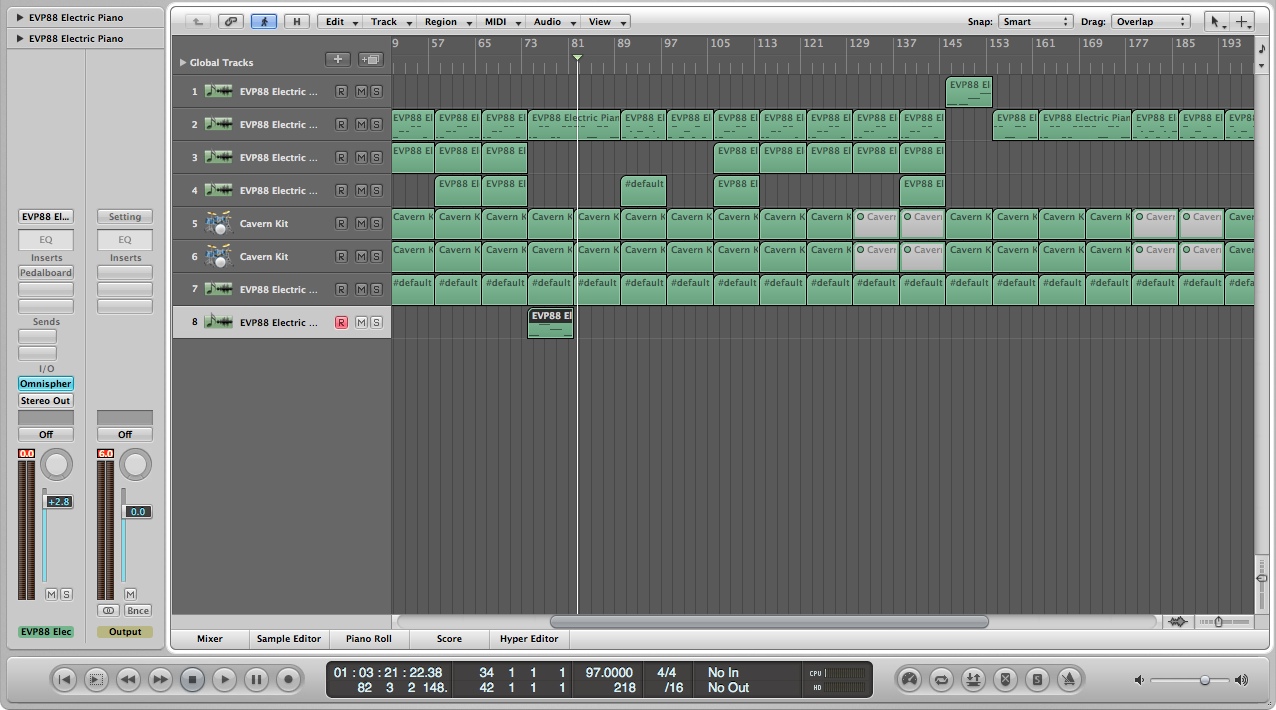 EVP88 Electric Piano
EVP88 Electric Piano
H Edit Track Region MIDI Audio View Snap: Smart Drag: Overlap
9 57 65 73 81 89 97 105 113 121 129 137 145 153 161 169 177 185 193
Global Tracks
1 EVP88 Electric ... R M S EVP88 El
2 EVP88 Electric ... R M S EVP88 El EVP88 El EVP88 El EVP88 Electric Pian EVP88 El EVP88 El EVP88 El EVP88 El EVP88 El EVP88 El EVP88 El EVP88 El EVP88 Electric Pian EVP88 El EVP88 El EVP88
3 EVP88 Electric ... R M S EVP88 El EVP88 El EVP88 El EVP88 El EVP88 El EVP88 El EVP88 El EVP88 El
4 EVP88 Electric ... R M S EVP88 El EVP88 El #default EVP88 El EVP88 El
5 Cavern Kit R M S Cavern K Cavern K Cavern K Cavern K Cavern K Cavern K Cavern K Cavern K Cavern K Cavern K Cavern Cavern Cavern K Cavern K Cavern K Cavern K Cavern Cavern Caver
6 Cavern Kit R M S Cavern K Cavern K Cavern K Cavern K Cavern K Cavern K Cavern K Cavern K Cavern K Cavern K Cavern Cavern Cavern K Cavern K Cavern K Cavern K Cavern Cavern Caver
7 EVP88 Electric ... R M S #default #default #default #default #default #default #default #default #default #default #default #default #default #default #default #default #default #default #defa
8 EVP88 Electric ... R M S EVP88 El
EVP88 El... Setting
EQ EQ
Inserts Inserts
Pedalboard
Sends
I/O
Omnispher
Stereo Out
Off Off
0.0 6.0
+2.8 0.0
M S M
Bnce
EVP88 Elec Output
Mixer Sample Editor Piano Roll Score Hyper Editor
01 : 03 : 21 : 22.38 34 1 1 1 97.0000 4/4 No In CPU
82 3 2 148. 42 1 1 1 218 /16 No Out HD
S